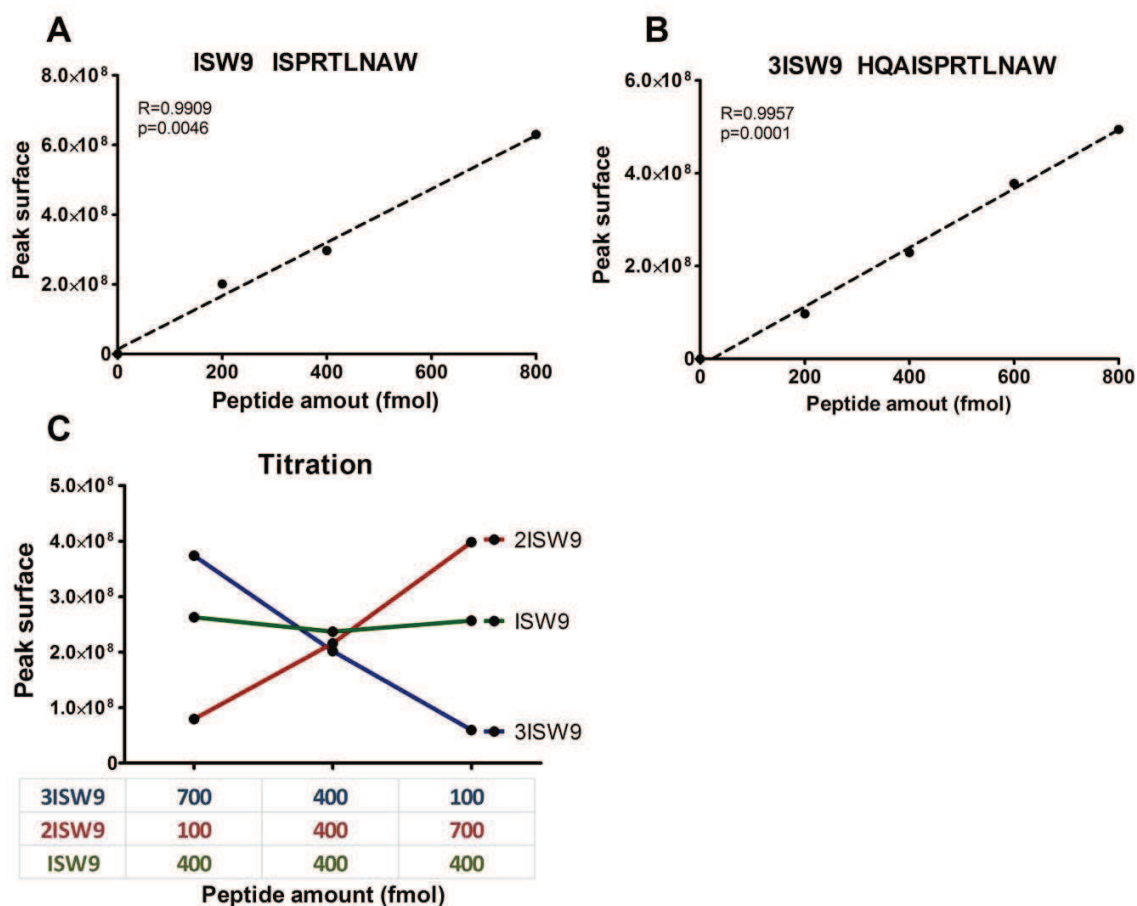 A
ISW9 ISPRTLNAW
8.0×10⁸
R=0.9909
p=0.0046
6.0×10⁸
4.0×10⁸
2.0×10⁸
0
Peak surface
0 200 400 600 800
Peptide amout (fmol)
B
3ISW9 HQAISPRTLNAW
6.0×10⁸
R=0.9957
p=0.0001
4.0×10⁸
2.0×10⁸
0
Peak surface
0 200 400 600 800
Peptide amout (fmol)
C
Titration
5.0×10⁸
4.0×10⁸
3.0×10⁸
2.0×10⁸
1.0×10⁸
0
Peak surface
2ISW9
ISW9
3ISW9
3ISW9 700 400 100
2ISW9 100 400 700
ISW9 400 400 400
Peptide amount (fmol)